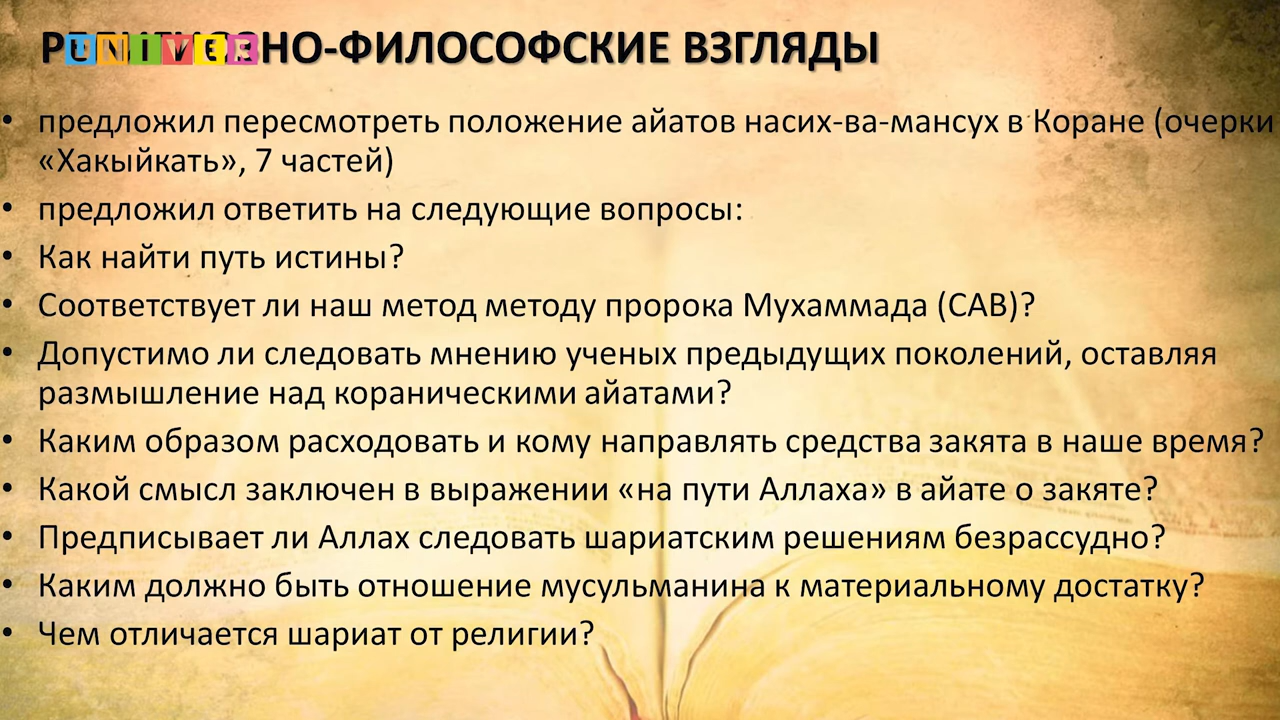 РЕЛИГИОЗНО-ФИЛОСОФСКИЕ ВЗГЛЯДЫ
UNIVER
• предложил пересмотреть положение айатов насих-ва-мансух в Коране (очерки
«Хакыйкать», 7 частей)
• предложил ответить на следующие вопросы:
• Как найти путь истины?
• Соответствует ли наш метод методу пророка Мухаммада (САВ)?
• Допустимо ли следовать мнению ученых предыдущих поколений, оставляя
размышление над кораническими айатами?
• Каким образом расходовать и кому направлять средства закята в наше время?
• Какой смысл заключен в выражении «на пути Аллаха» в айате о закяте?
• Предписывает ли Аллах следовать шариатским решениям безрассудно?
• Каким должно быть отношение мусульманина к материальному достатку?
• Чем отличается шариат от религии?